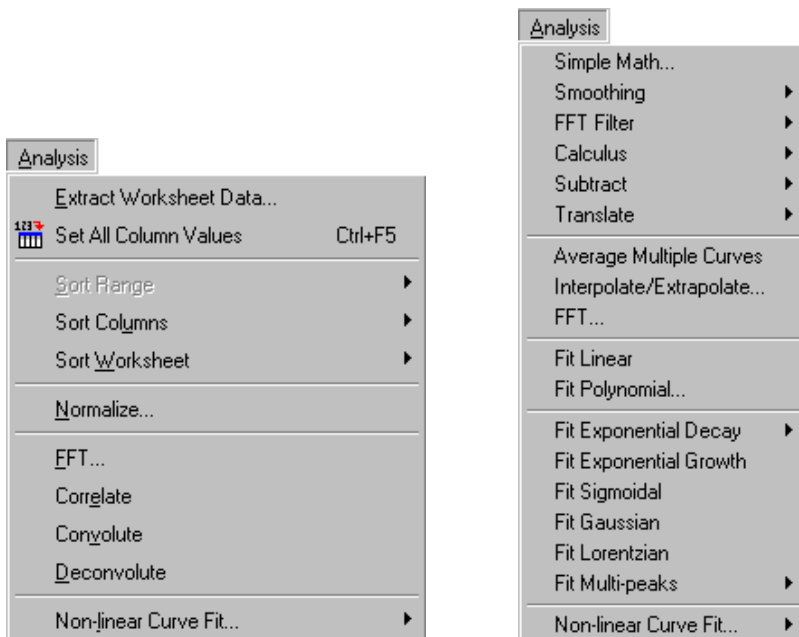 Analysis
Extract Worksheet Data...
123
Set All Column Values Ctrl+F5
Sort Range
Sort Columns
Sort Worksheet
Normalize...
FFT...
Correlate
Convolute
Deconvolute
Non-linear Curve Fit...
Analysis
Simple Math...
Smoothing
FFT Filter
Calculus
Subtract
Translate
Average Multiple Curves
Interpolate/Extrapolate...
FFT...
Fit Linear
Fit Polynomial...
Fit Exponential Decay
Fit Exponential Growth
Fit Sigmoidal
Fit Gaussian
Fit Lorentzian
Fit Multi-peaks
Non-linear Curve Fit...